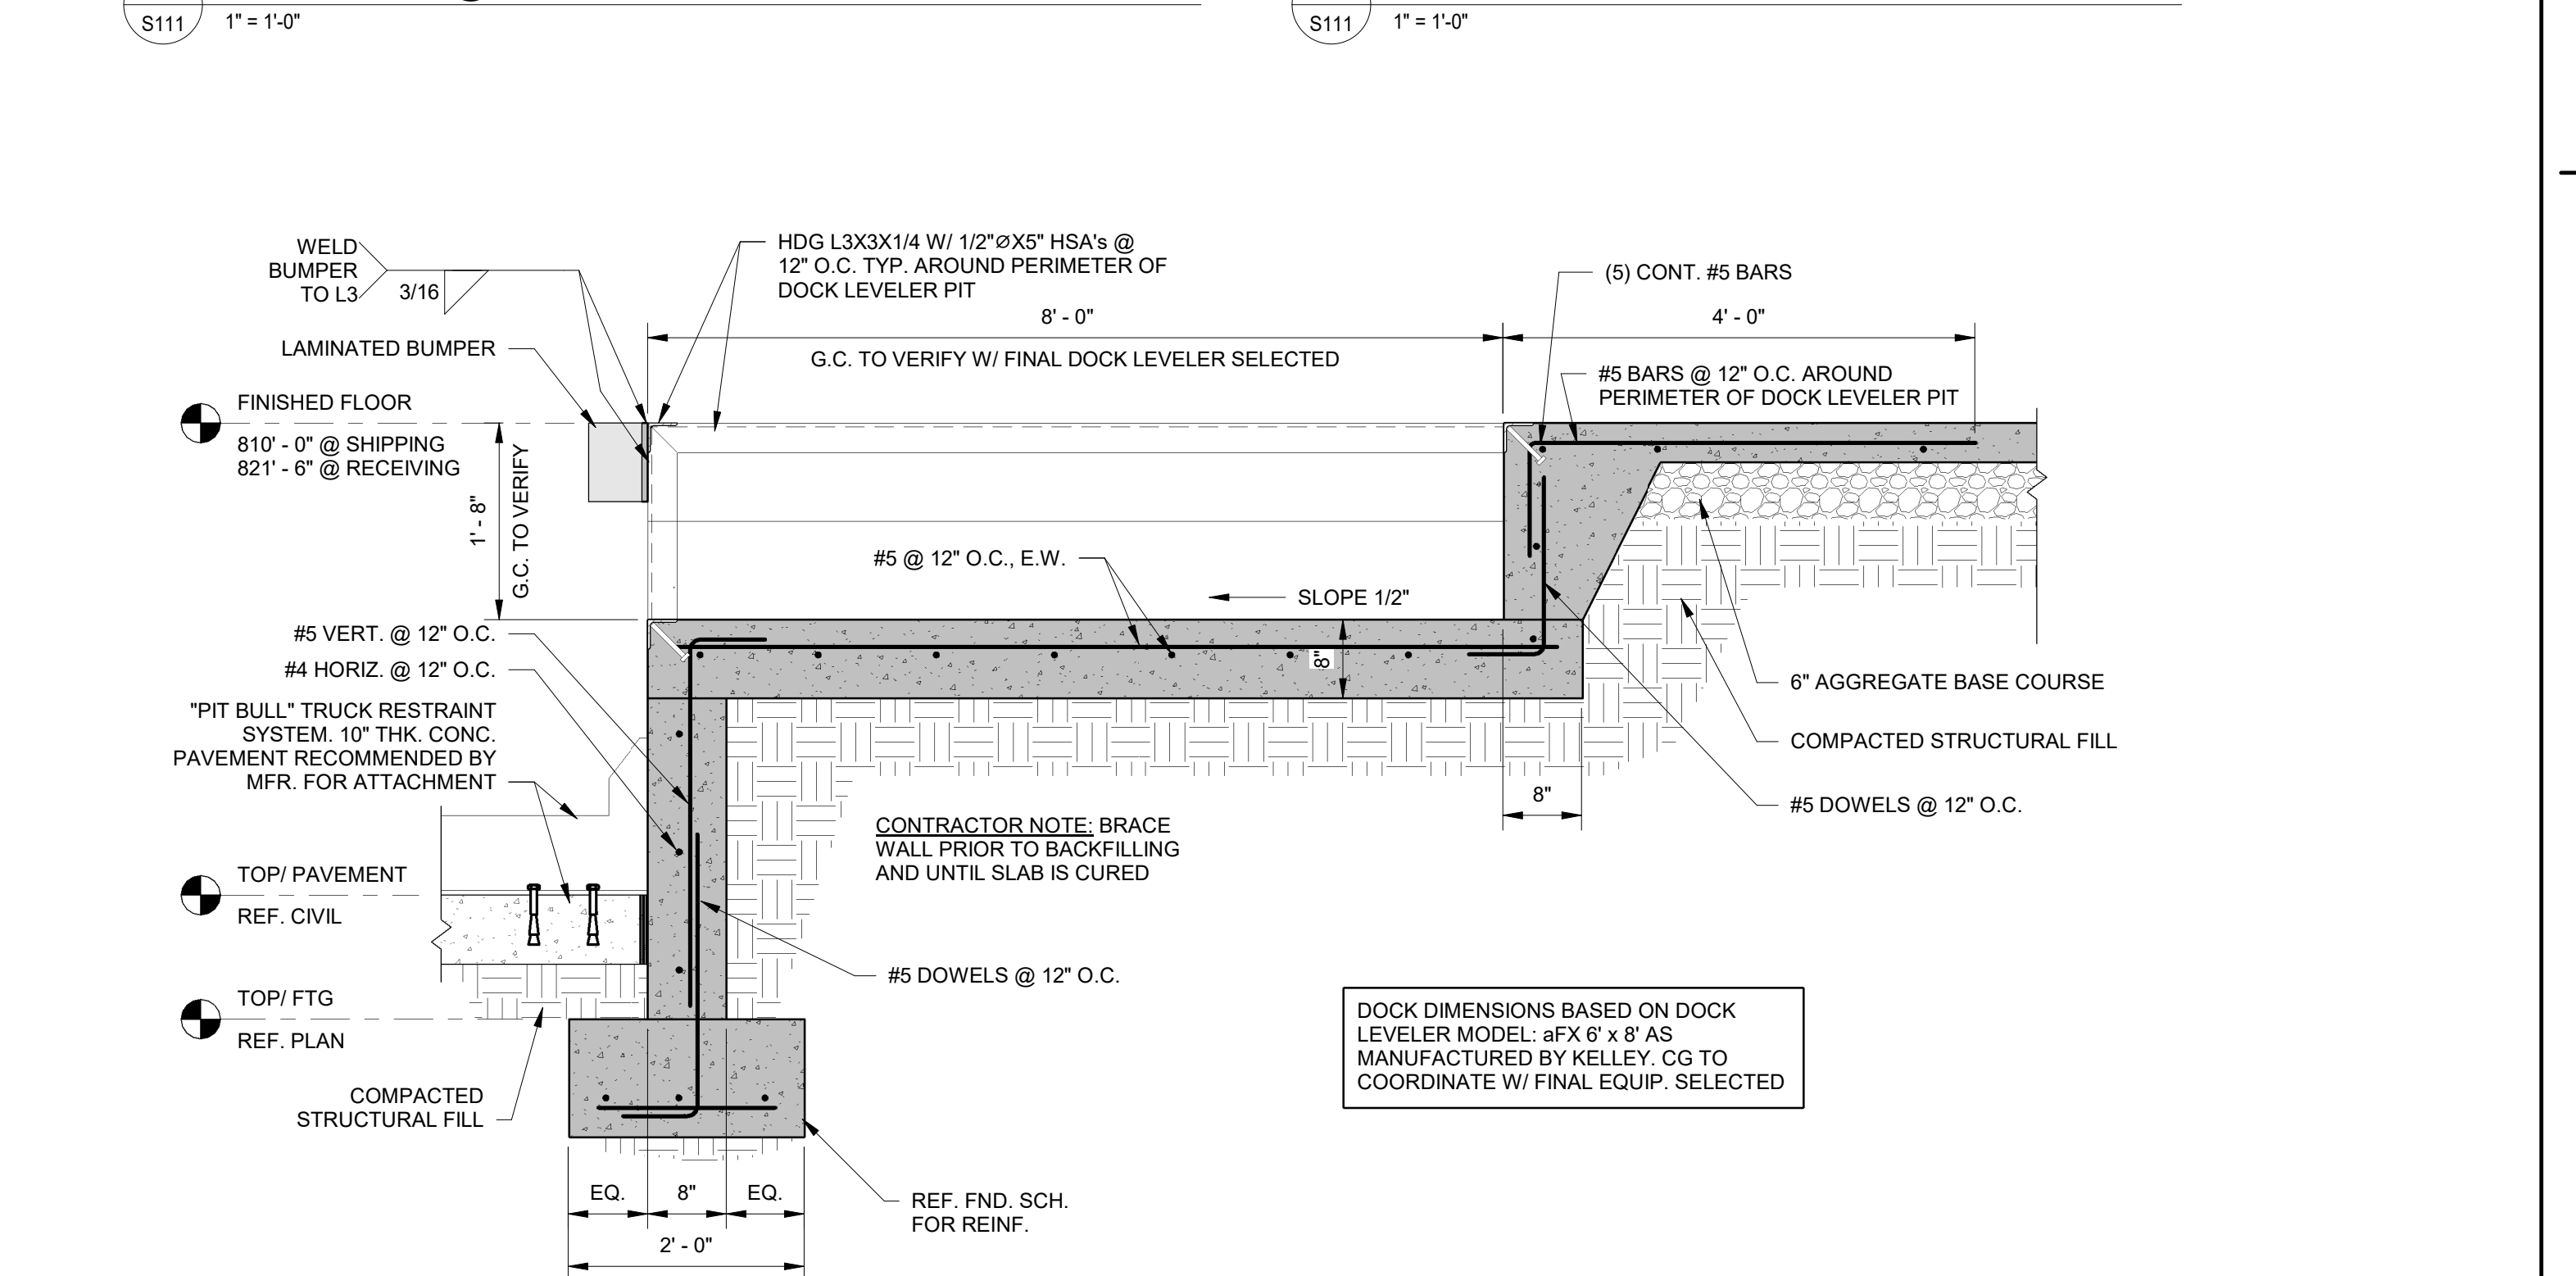 S111
1" = 1'-0"
S111
1" = 1'-0"
WELD
BUMPER
TO L3
3/16
HDG L3X3X1/4 W/ 1/2"ØX5" HSA's @
12" O.C. TYP. AROUND PERIMETER OF
DOCK LEVELER PIT
(5) CONT. #5 BARS
8' - 0"
4' - 0"
LAMINATED BUMPER
G.C. TO VERIFY W/ FINAL DOCK LEVELER SELECTED
#5 BARS @ 12" O.C. AROUND
PERIMETER OF DOCK LEVELER PIT
FINISHED FLOOR
810' - 0" @ SHIPPING
821' - 6" @ RECEIVING
1' - 8"
G.C. TO VERIFY
#5 @ 12" O.C., E.W.
SLOPE 1/2"
#5 VERT. @ 12" O.C.
#4 HORIZ. @ 12" O.C.
8"
6" AGGREGATE BASE COURSE
"PIT BULL" TRUCK RESTRAINT
SYSTEM. 10" THK. CONC.
PAVEMENT RECOMMENDED BY
MFR. FOR ATTACHMENT
COMPACTED STRUCTURAL FILL
8"
#5 DOWELS @ 12" O.C.
CONTRACTOR NOTE: BRACE
WALL PRIOR TO BACKFILLING
AND UNTIL SLAB IS CURED
TOP/ PAVEMENT
REF. CIVIL
#5 DOWELS @ 12" O.C.
TOP/ FTG
REF. PLAN
DOCK DIMENSIONS BASED ON DOCK
LEVELER MODEL: aFX 6' x 8' AS
MANUFACTURED BY KELLEY. CG TO
COORDINATE W/ FINAL EQUIP. SELECTED
COMPACTED
STRUCTURAL FILL
EQ.
8"
EQ.
REF. FND. SCH.
FOR REINF.
2' - 0"